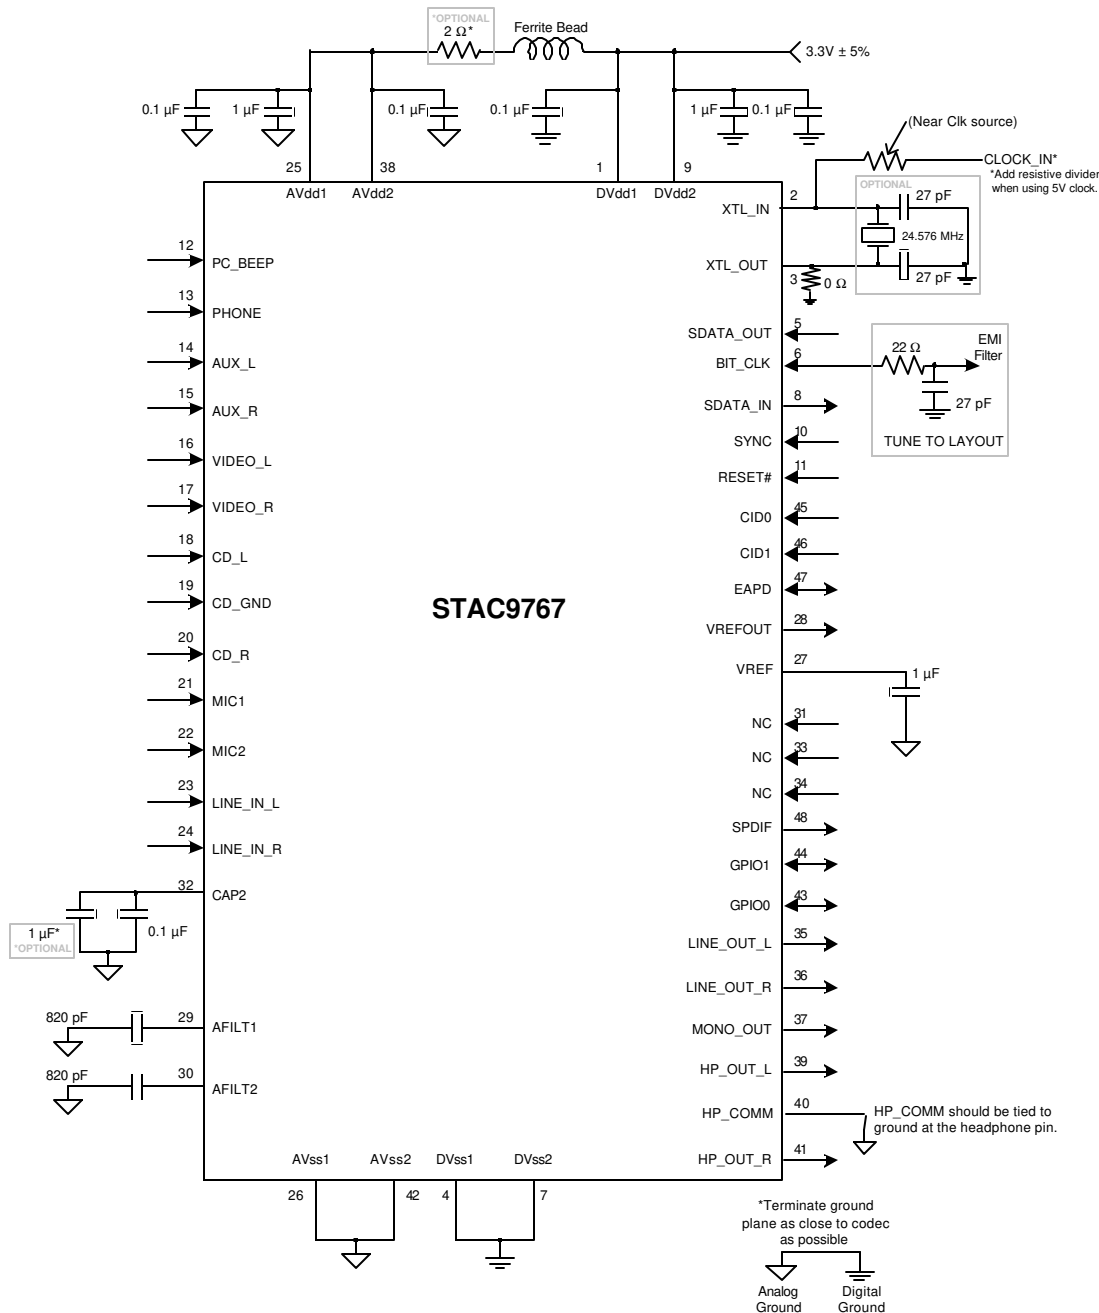 *OPTIONAL
2 Ω*
Ferrite Bead
3.3V ± 5%
0.1 µF
1 µF
0.1 µF
0.1 µF
1 µF
0.1 µF
(Near Clk source)
CLOCK_IN*
*Add resistive divider
when using 5V clock.
25
38
1
9
AVdd1
AVdd2
DVdd1
DVdd2
2
XTL_IN
OPTIONAL
27 pF
24.576 MHz
27 pF
XTL_OUT
3
0 Ω
12
PC_BEEP
13
PHONE
14
AUX_L
15
AUX_R
16
VIDEO_L
17
VIDEO_R
18
CD_L
19
CD_GND
20
CD_R
21
MIC1
22
MIC2
23
LINE_IN_L
24
LINE_IN_R
32
CAP2
1 µF*
*OPTIONAL
0.1 µF
820 pF
29
AFILT1
820 pF
30
AFILT2
STAC9767
SDATA_OUT
5
BIT_CLK
6
22 Ω
EMI
Filter
27 pF
TUNE TO LAYOUT
SDATA_IN
8
SYNC
10
RESET#
11
CID0
45
CID1
46
EAPD
47
VREFOUT
28
VREF
27
1 µF
NC
31
NC
33
NC
34
SPDIF
48
GPIO1
44
GPIO0
43
LINE_OUT_L
35
LINE_OUT_R
36
MONO_OUT
37
HP_OUT_L
39
HP_COMM
40
HP_COMM should be tied to
ground at the headphone pin.
HP_OUT_R
41
AVss1
AVss2
DVss1
DVss2
26
42
4
7
*Terminate ground
plane as close to codec
as possible
Analog
Ground
Digital
Ground